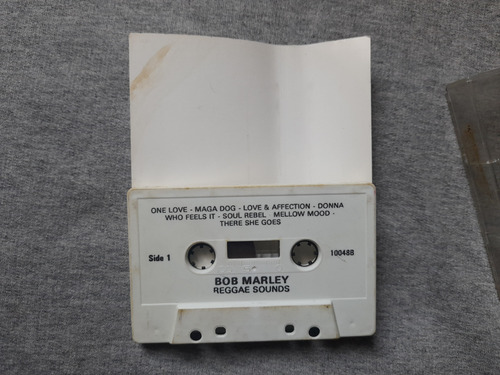 ONE LOVE - MAGA DOG - LOVE & AFFECTION - DONNA
WHO FEELS IT - SOUL REBEL MELLOW MOOD -
THERE SHE GOES
Side 1
10048B
BOB MARLEY
REGGAE SOUNDS